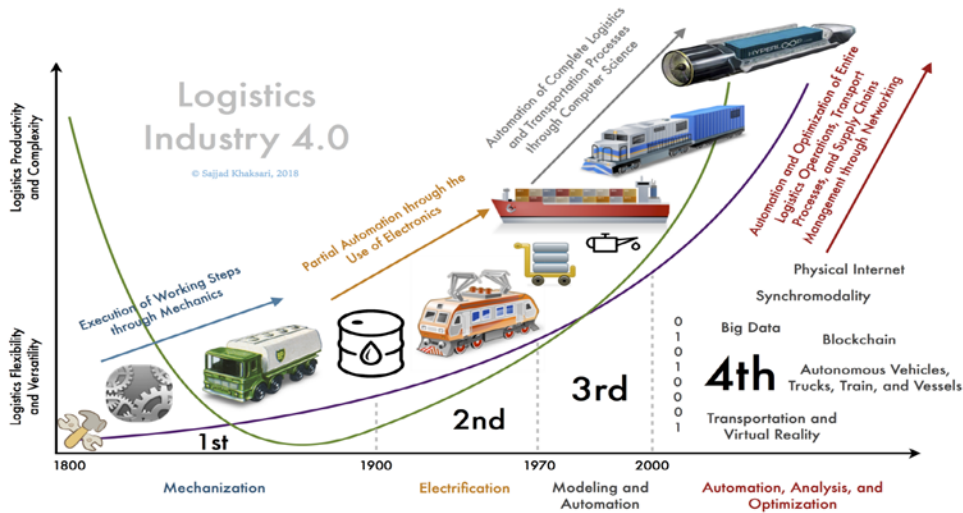 Logistics
Industry 4.0
© Sajjad Khaksari, 2018
Logistics Productivity
and Complexity
Logistics Flexibility
and Versatility
Execution of Working Steps
through Mechanics
Partial Automation through the
Use of Electronics
Automation of Complete Logistics
and Transportation Processes
through Computer Science
HYPERLOOP
Automation and Optimization of Entire
Logistics Operations, Transport
Processes, and Supply Chains
Management through Networking
Physical Internet
Synchromodality
Big Data
Blockchain
4th
Autonomous Vehicles,
Trucks, Train, and Vessels
Transportation and
Virtual Reality
0
1
0
1
0
0
0
1
1st
2nd
3rd
1800
1900
1970
2000
Mechanization
Electrification
Modeling and
Automation
Automation, Analysis, and
Optimization